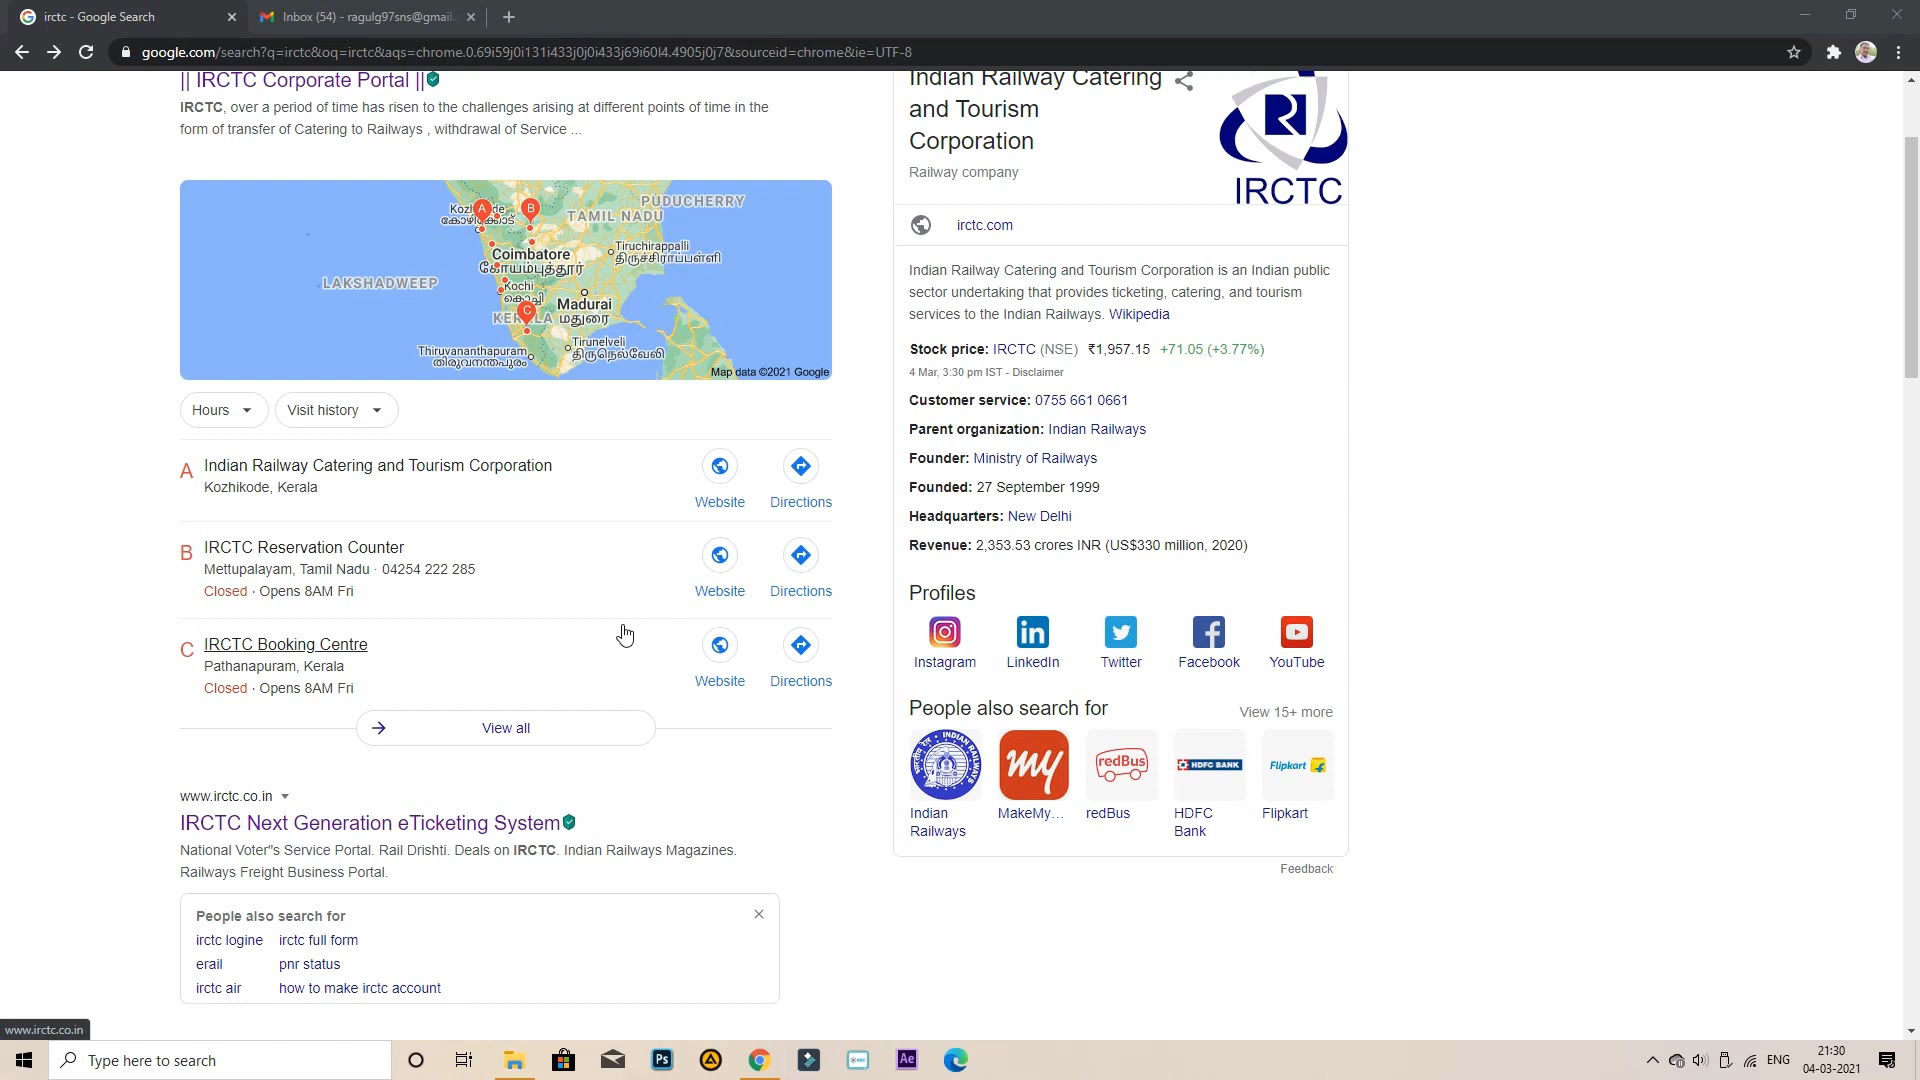 irctc - Google Search
Inbox (54) - ragulg97sns@gmail.
google.com/search?q=irctc&oq=irctc&aqs=chrome.0.69i59j0i131i433j0j0i433j69i60l4.4905j0j7&sourceid=chrome&ie=UTF-8
|| IRCTC Corporate Portal ||
IRCTC, over a period of time has risen to the challenges arising at different points of time in the
form of transfer of Catering to Railways , withdrawal of Service ...
PUDUCHERRY
TAMIL NADU
A
B
Tiruchirappalli
திருச்சிராப்பள்ளி
Coimbatore
கோயம்புத்தூர்
LAKSHADWEEP
Kochi
കൊച്ചി
Madurai
மதுரை
C
KERALA
Tirunelveli
திருநெல்வேலி
Thiruvananthapuram
തിരുവനന്തപുരം
Map data ©2021 Google
Hours
Visit history
A
Indian Railway Catering and Tourism Corporation
Kozhikode, Kerala
Website
Directions
B
IRCTC Reservation Counter
Mettupalayam, Tamil Nadu · 04254 222 285
Closed · Opens 8AM Fri
Website
Directions
C
IRCTC Booking Centre
Pathanapuram, Kerala
Closed · Opens 8AM Fri
Website
Directions
View all
www.irctc.co.in
IRCTC Next Generation eTicketing System
National Voter"s Service Portal. Rail Drishti. Deals on IRCTC. Indian Railways Magazines.
Railways Freight Business Portal.
People also search for
irctc logine
irctc full form
erail
pnr status
irctc air
how to make irctc account
Indian Railway Catering
and Tourism
Corporation
Railway company
IRCTC
irctc.com
Indian Railway Catering and Tourism Corporation is an Indian public
sector undertaking that provides ticketing, catering, and tourism
services to the Indian Railways. Wikipedia
Stock price: IRCTC (NSE) ₹1,957.15 +71.05 (+3.77%)
4 Mar, 3:30 pm IST - Disclaimer
Customer service: 0755 661 0661
Parent organization: Indian Railways
Founder: Ministry of Railways
Founded: 27 September 1999
Headquarters: New Delhi
Revenue: 2,353.53 crores INR (US$330 million, 2020)
Profiles
Instagram
LinkedIn
Twitter
Facebook
YouTube
People also search for
View 15+ more
my
redBus
HDFC BANK
Flipkart
Indian
Railways
MakeMy...
redBus
HDFC
Bank
Flipkart
Feedback
www.irctc.co.in
Type here to search
Ps
Ae
ENG
21:30
04-03-2021